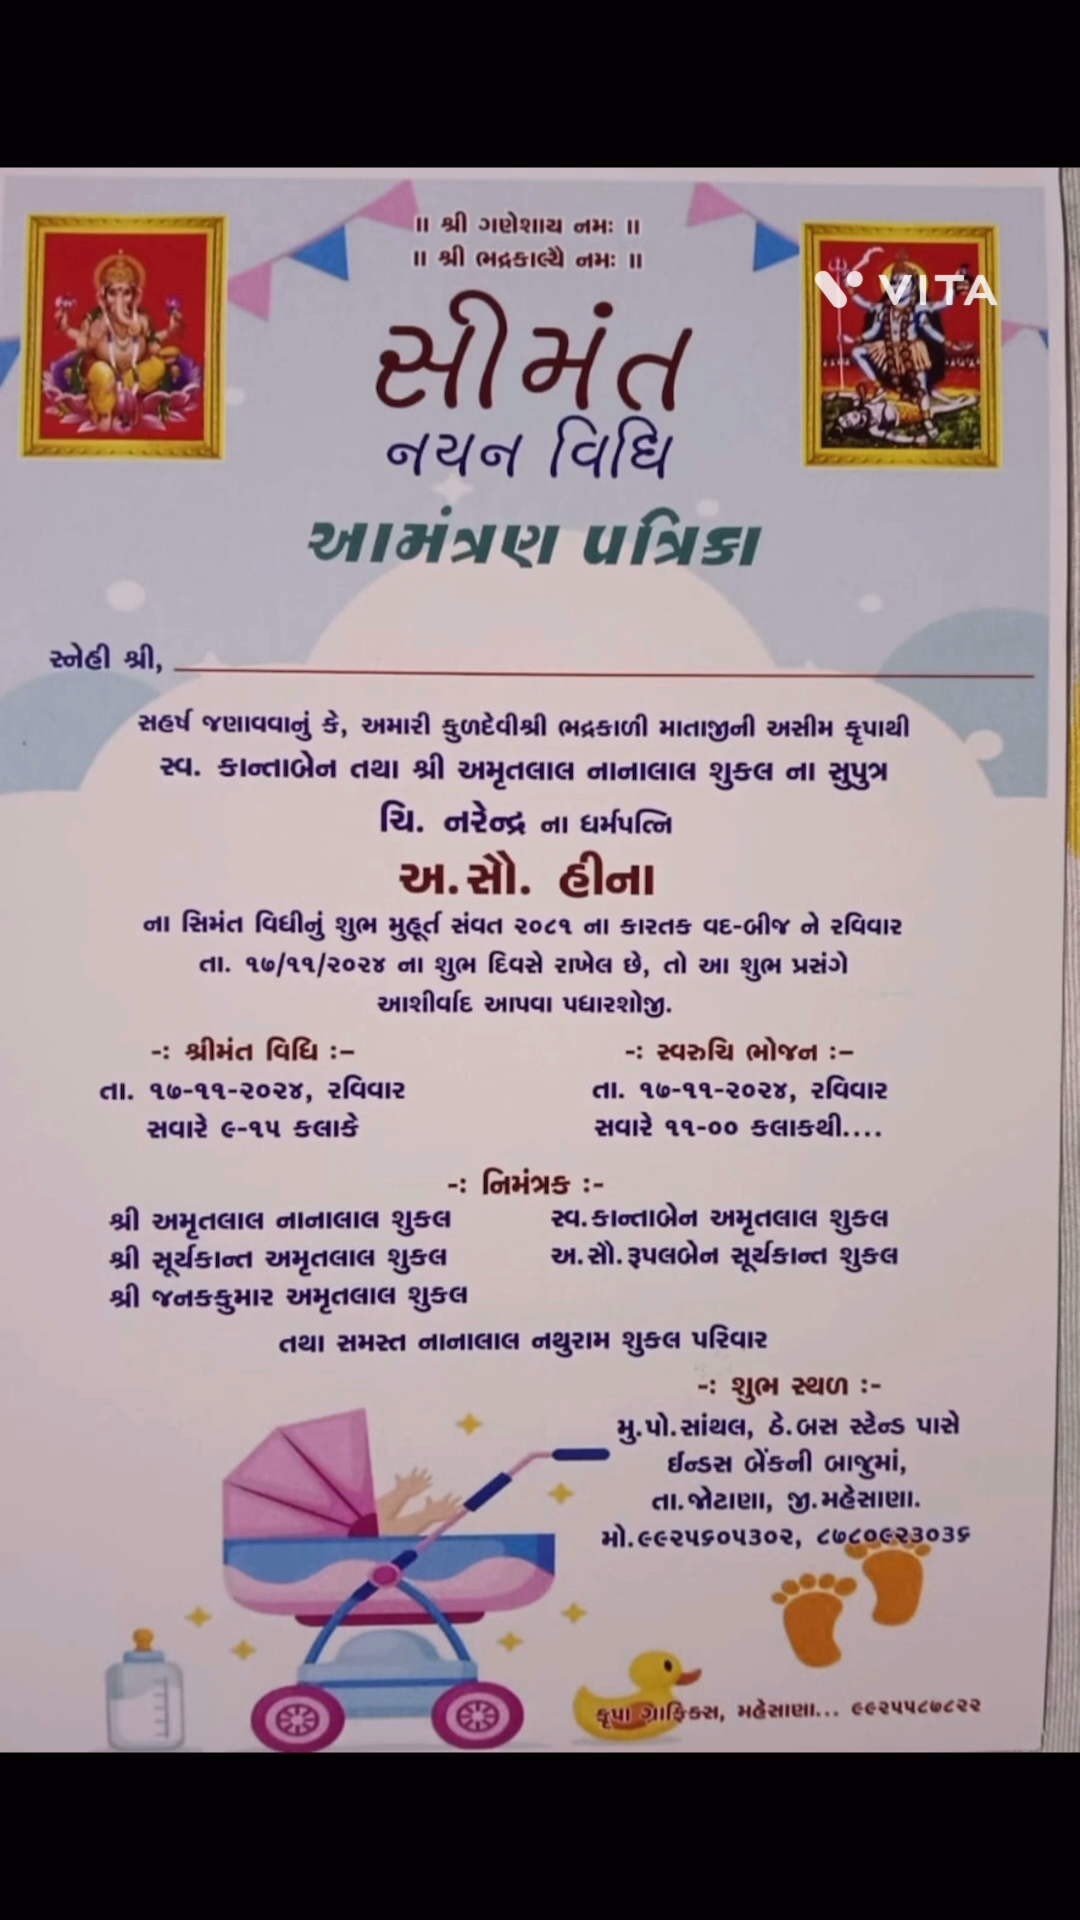 ॥ શ્રી ગણેશાય નમઃ ॥
॥ શ્રી ભદ્રકાલ્યૈ નમઃ ॥
VITA
સીમંત
નયન વિધિ
આમંત્રણ પત્રિકા
સ્નેહી શ્રી,
સહર્ષ જણાવવાનું કે, અમારી કુળદેવીશ્રી ભદ્રકાળી માતાજીની અસીમ કૃપાથી
સ્વ. કાન્તાબેન તથા શ્રી અમૃતલાલ નાનાલાલ શુકલ ના સુપુત્ર
ચિ. નરેન્દ્ર ના ધર્મપત્નિ
અ.સૌ. હીના
ના સિમંત વિધીનું શુભ મુહૂર્ત સંવત ૨૦૮૧ ના કારતક વદ-બીજ ને રવિવાર
તા. ૧૭/૧૧/૨૦૨૪ ના શુભ દિવસે રાખેલ છે, તો આ શુભ પ્રસંગે
આશીર્વાદ આપવા પધારશોજી.
-: શ્રીમંત વિધિ :-
તા. ૧૭-૧૧-૨૦૨૪, રવિવાર
સવારે ૯-૧૫ કલાકે
-: સ્વરુચિ ભોજન :-
તા. ૧૭-૧૧-૨૦૨૪, રવિવાર
સવારે ૧૧-૦૦ કલાકથી....
-: નિમંત્રક :-
શ્રી અમૃતલાલ નાનાલાલ શુકલ
શ્રી સૂર્યકાન્ત અમૃતલાલ શુકલ
શ્રી જનકકુમાર અમૃતલાલ શુકલ
સ્વ.કાન્તાબેન અમૃતલાલ શુકલ
અ.સૌ.રૂપલબેન સૂર્યકાન્ત શુકલ
તથા સમસ્ત નાનાલાલ નથુરામ શુકલ પરિવાર
-: શુભ સ્થળ :-
મુ.પો.સાંથલ, ઠે.બસ સ્ટેન્ડ પાસે
ઈન્ડસ બેંકની બાજુમાં,
તા.જોટાણા, જી.મહેસાણા.
મો.૯૯૨૫૬૦૫૩૦૨, ૮૭૮૦૯૨૩૦૩૬
કૃપા ગ્રાફિક્સ, મહેસાણા... ૯૯૨૫૫૮૭૮૨૨